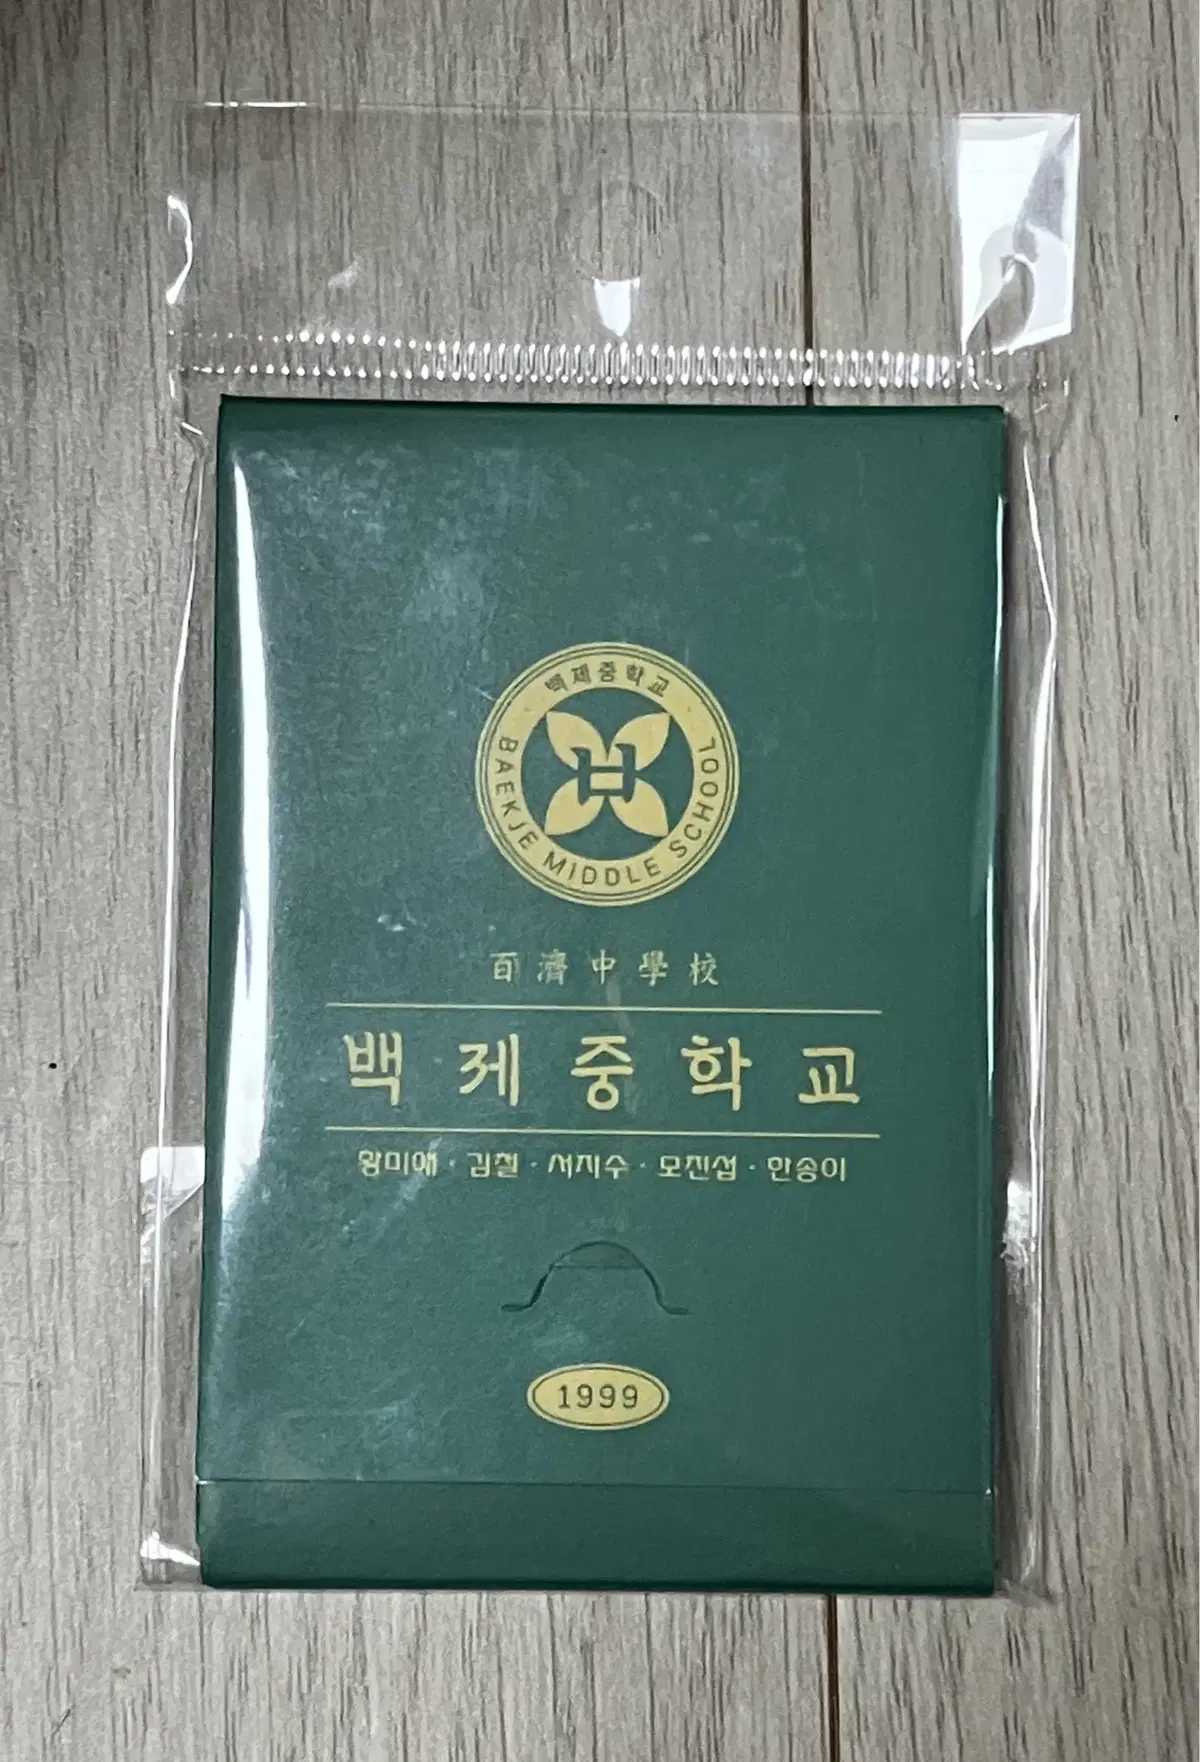 백제중학교
BAEKJE MIDDLE SCHOOL
百濟中學校
백제중학교
황미애 · 김철 · 서지수 · 모진섭 · 안송이
1999